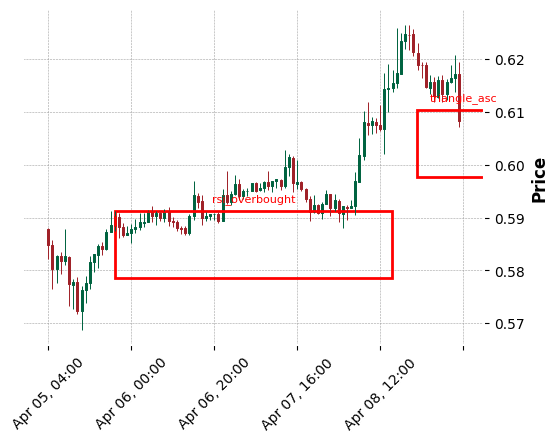 0.62
triangle_asc
0.61
0.60
Price
rsi_overbought
0.59
0.58
0.57
Apr 05, 04:00
Apr 06, 00:00
Apr 06, 20:00
Apr 07, 16:00
Apr 08, 12:00